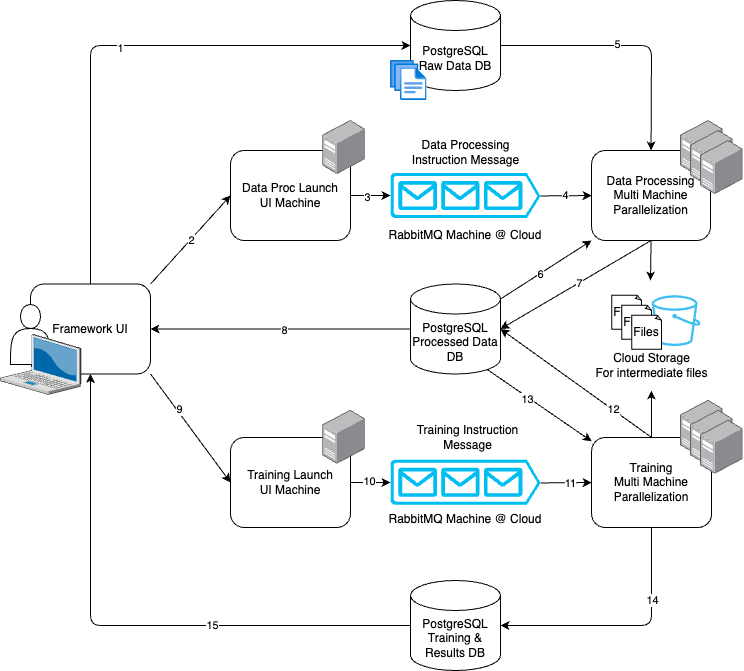 1
PostgreSQL
Raw Data DB
5
Data Processing
Instruction Message
Data Proc Launch
UI Machine
3
4
Data Processing
Multi Machine
Parallelization
RabbitMQ Machine @ Cloud
2
6
7
Framework UI
8
PostgreSQL
Processed Data
DB
F
F
Files
Cloud Storage
For intermediate files
9
13
12
Training Instruction
Message
Training Launch
UI Machine
10
11
Training
Multi Machine
Parallelization
RabbitMQ Machine @ Cloud
14
15
PostgreSQL
Training &
Results DB